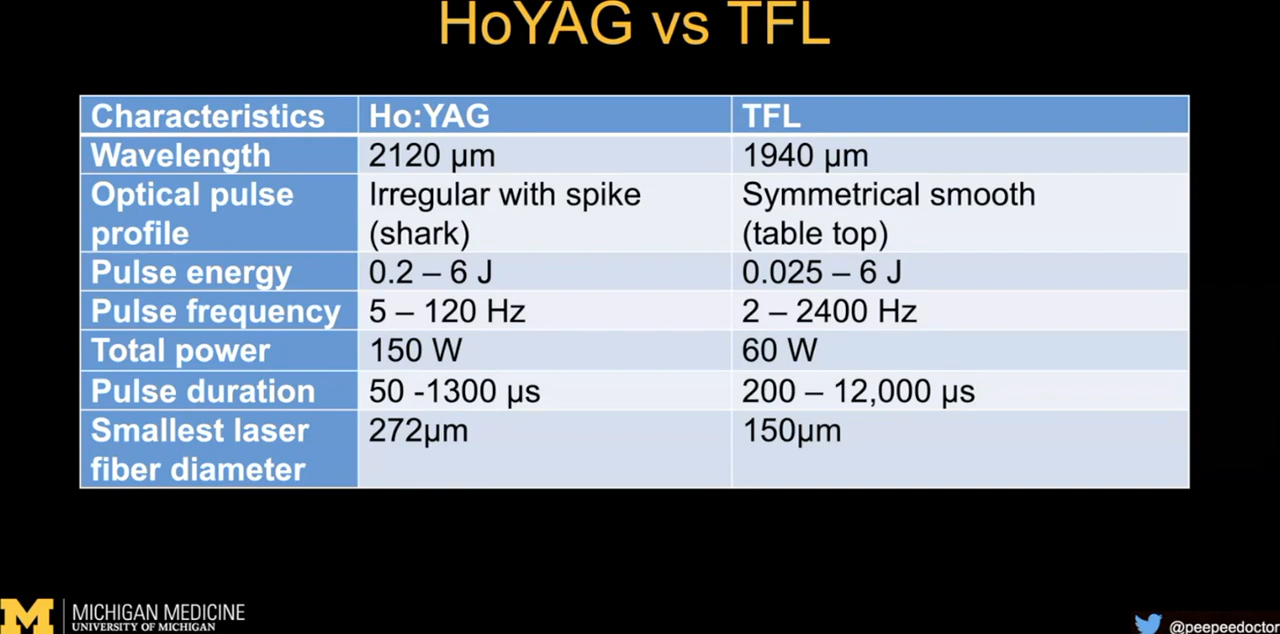 HoYAG vs TFL
Characteristics Ho:YAG TFL
Wavelength 2120 µm 1940 µm
Optical pulse Irregular with spike Symmetrical smooth
profile (shark) (table top)
Pulse energy 0.2 – 6 J 0.025 – 6 J
Pulse frequency 5 – 120 Hz 2 – 2400 Hz
Total power 150 W 60 W
Pulse duration 50 -1300 µs 200 – 12,000 µs
Smallest laser 272µm 150µm
fiber diameter
M MICHIGAN MEDICINE
UNIVERSITY OF MICHIGAN
@peepeedoctor